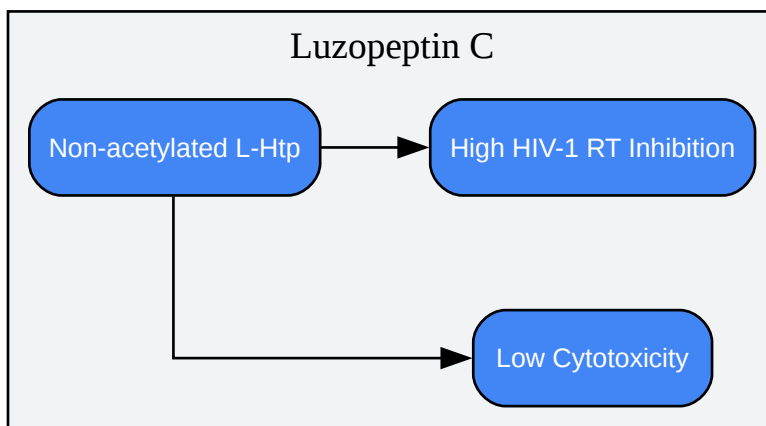 Luzopeptin C
Non-acetylated L-Htp
High HIV-1 RT Inhibition
Low Cytotoxicity